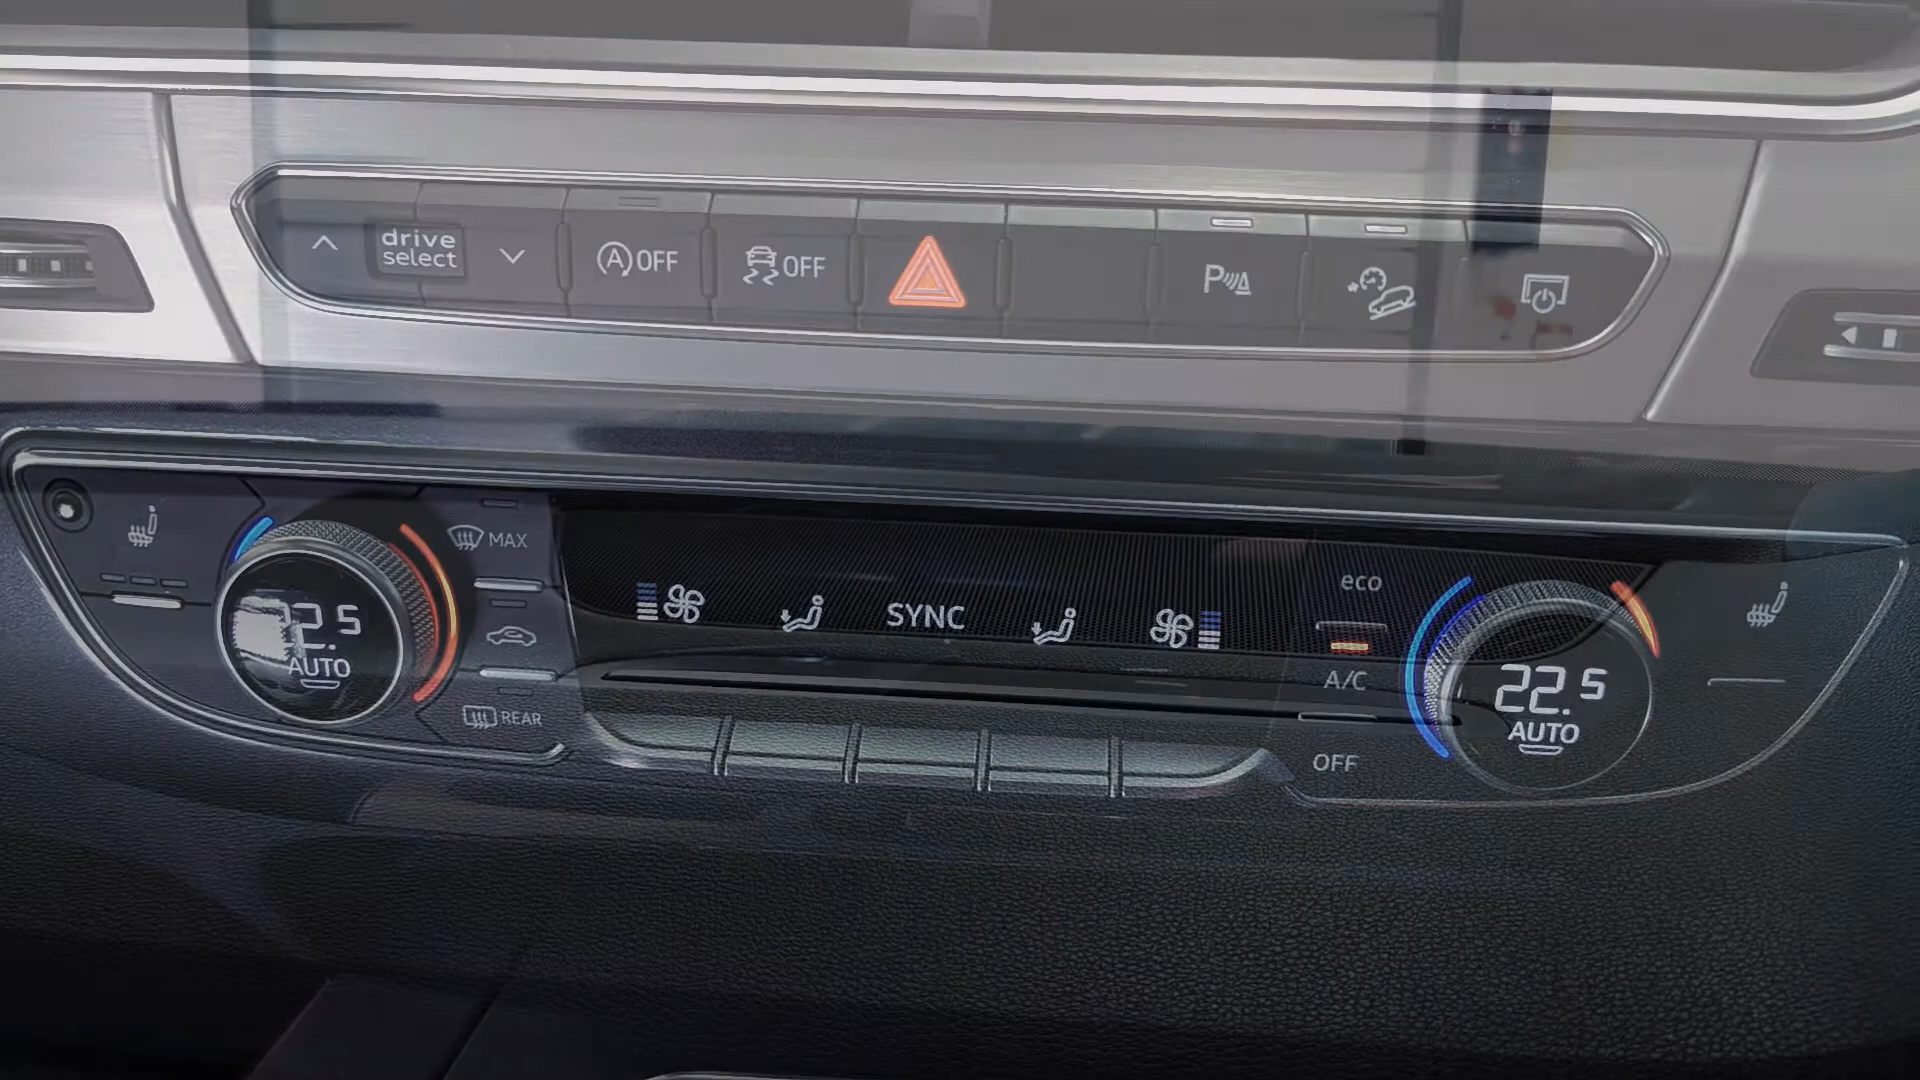 drive
select
OFF
OFF
P
MAX
22.5
AUTO
REAR
SYNC
eco
A/C
OFF
22.5
AUTO